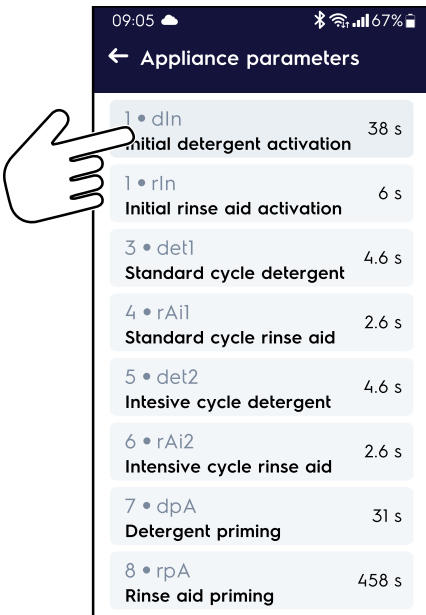 09:05 67%
← Appliance parameters
1 • dIn
Initial detergent activation 38 s
1 • rIn
Initial rinse aid activation 6 s
3 • det1
Standard cycle detergent 4.6 s
4 • rAi1
Standard cycle rinse aid 2.6 s
5 • det2
Intesive cycle detergent 4.6 s
6 • rAi2
Intensive cycle rinse aid 2.6 s
7 • dpA
Detergent priming 31 s
8 • rpA
Rinse aid priming 458 s